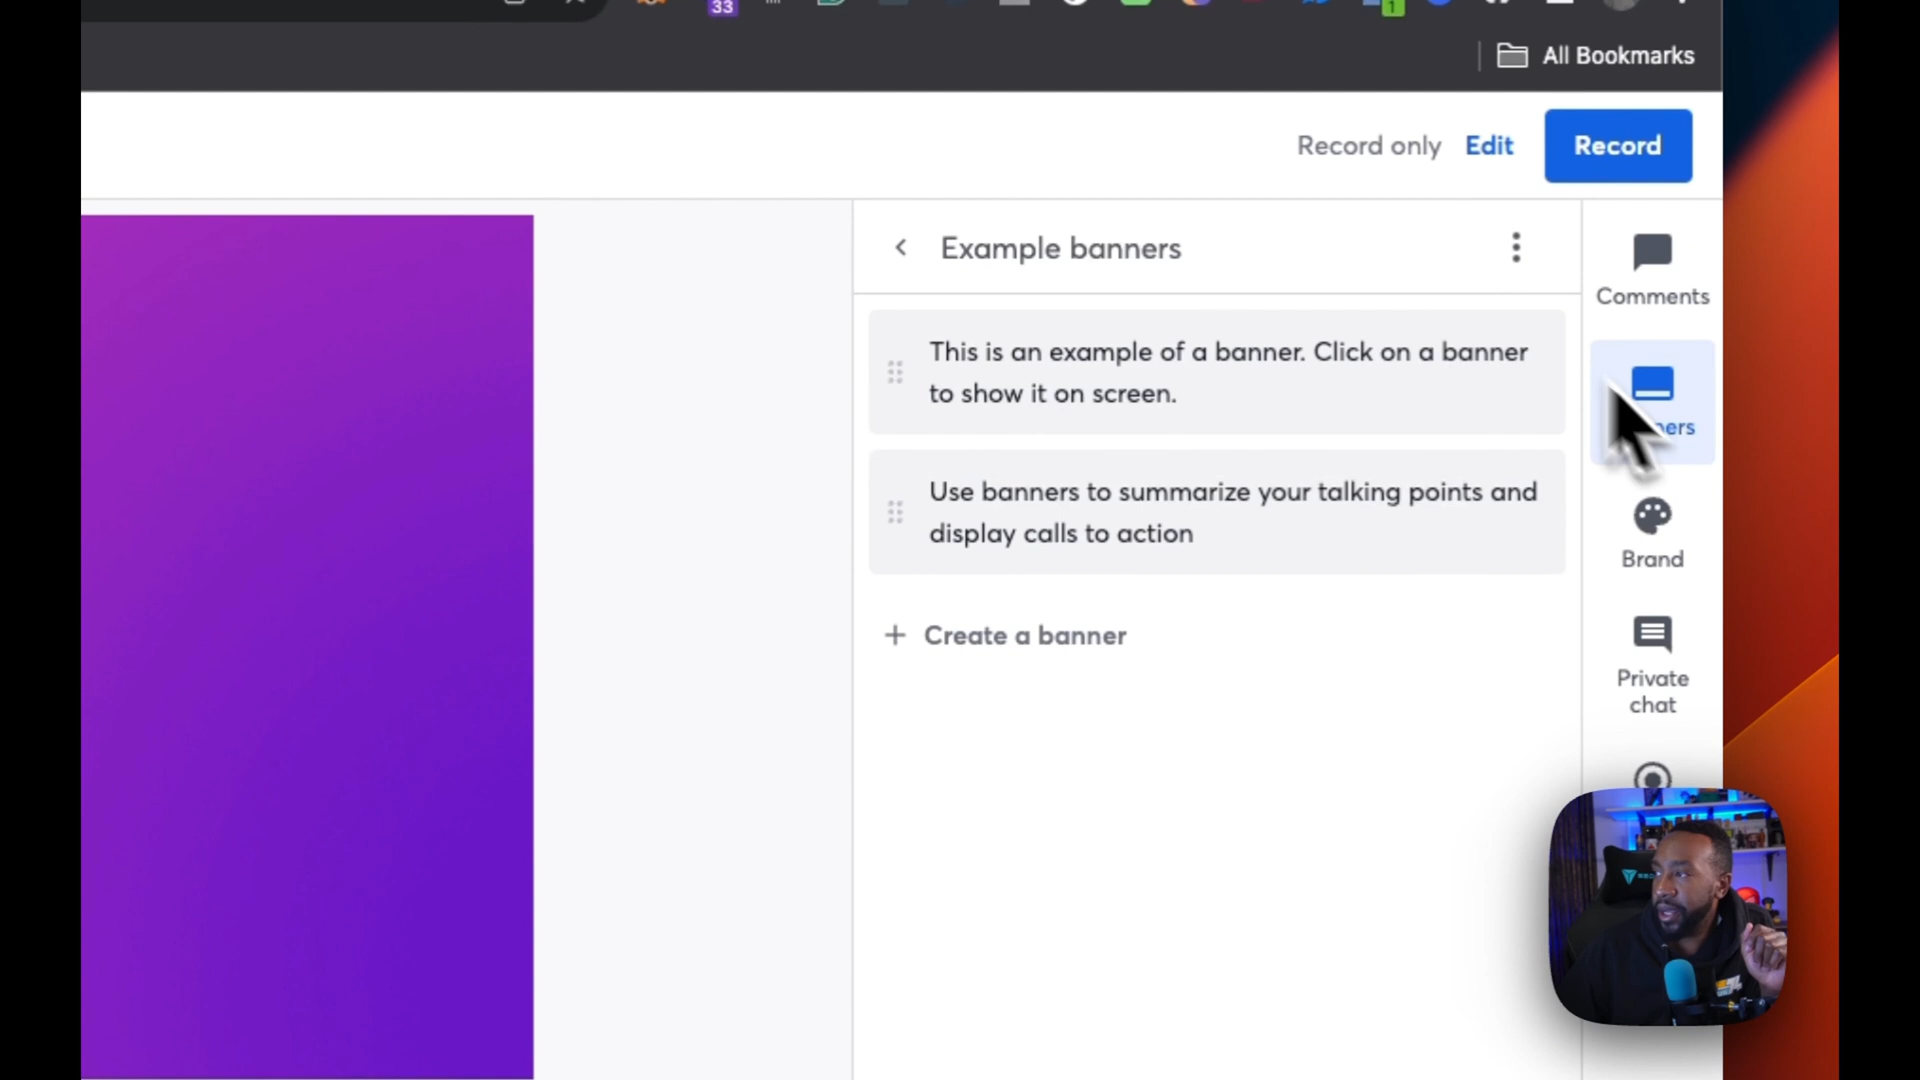 33
1
All Bookmarks
Record only Edit Record
Example banners
Comments
This is an example of a banner. Click on a banner
to show it on screen.
Use banners to summarize your talking points and
display calls to action
Brand
Create a banner
Private
chat